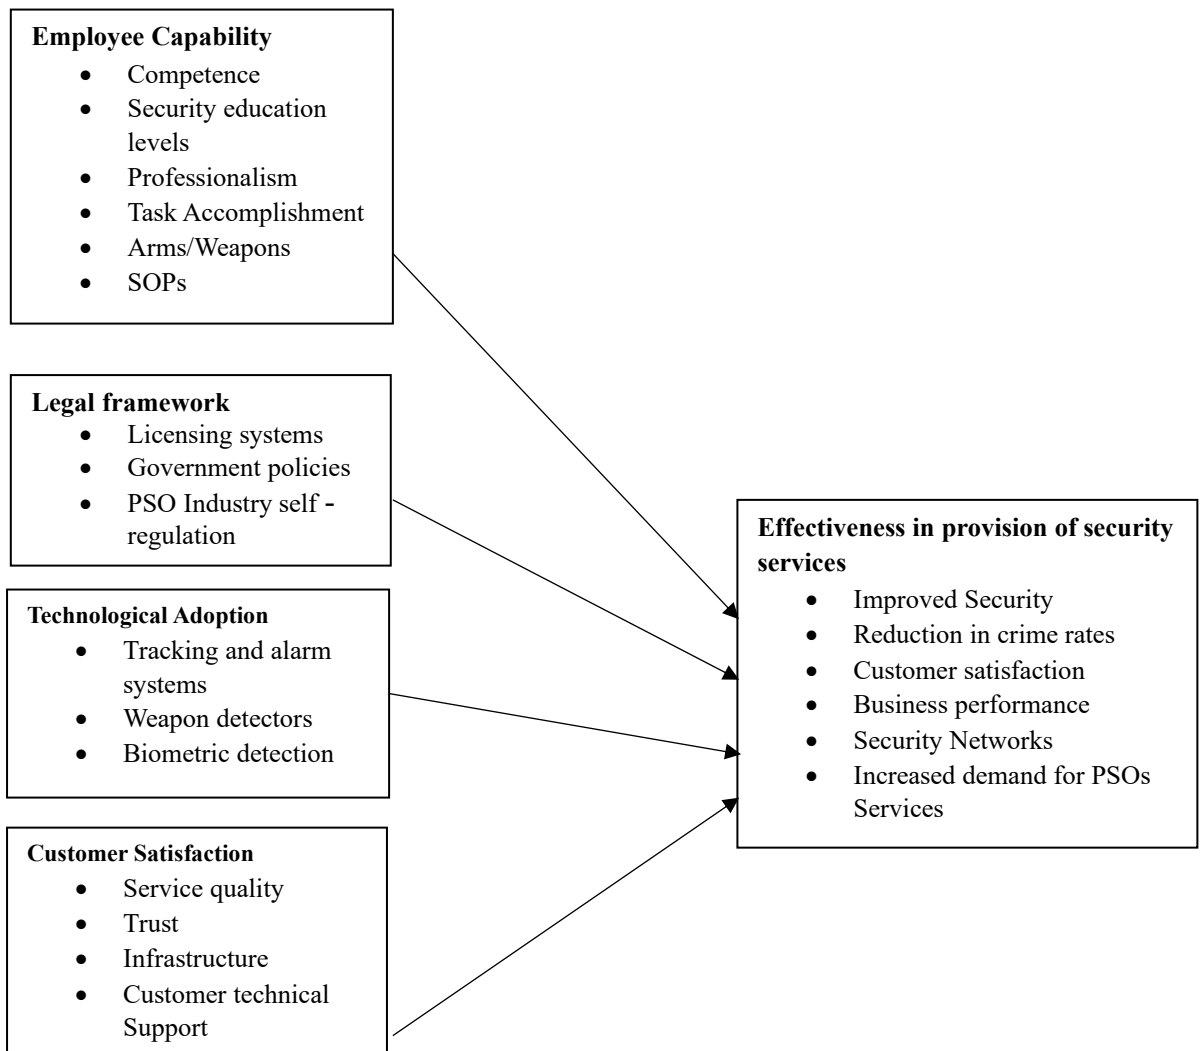 Employee Capability
• Competence
• Security education
levels
• Professionalism
• Task Accomplishment
• Arms/Weapons
• SOPs
Legal framework
• Licensing systems
• Government policies
• PSO Industry self -
regulation
Technological Adoption
• Tracking and alarm
systems
• Weapon detectors
• Biometric detection
Customer Satisfaction
• Service quality
• Trust
• Infrastructure
• Customer technical
Support
Effectiveness in provision of security
services
• Improved Security
• Reduction in crime rates
• Customer satisfaction
• Business performance
• Security Networks
• Increased demand for PSOs
Services